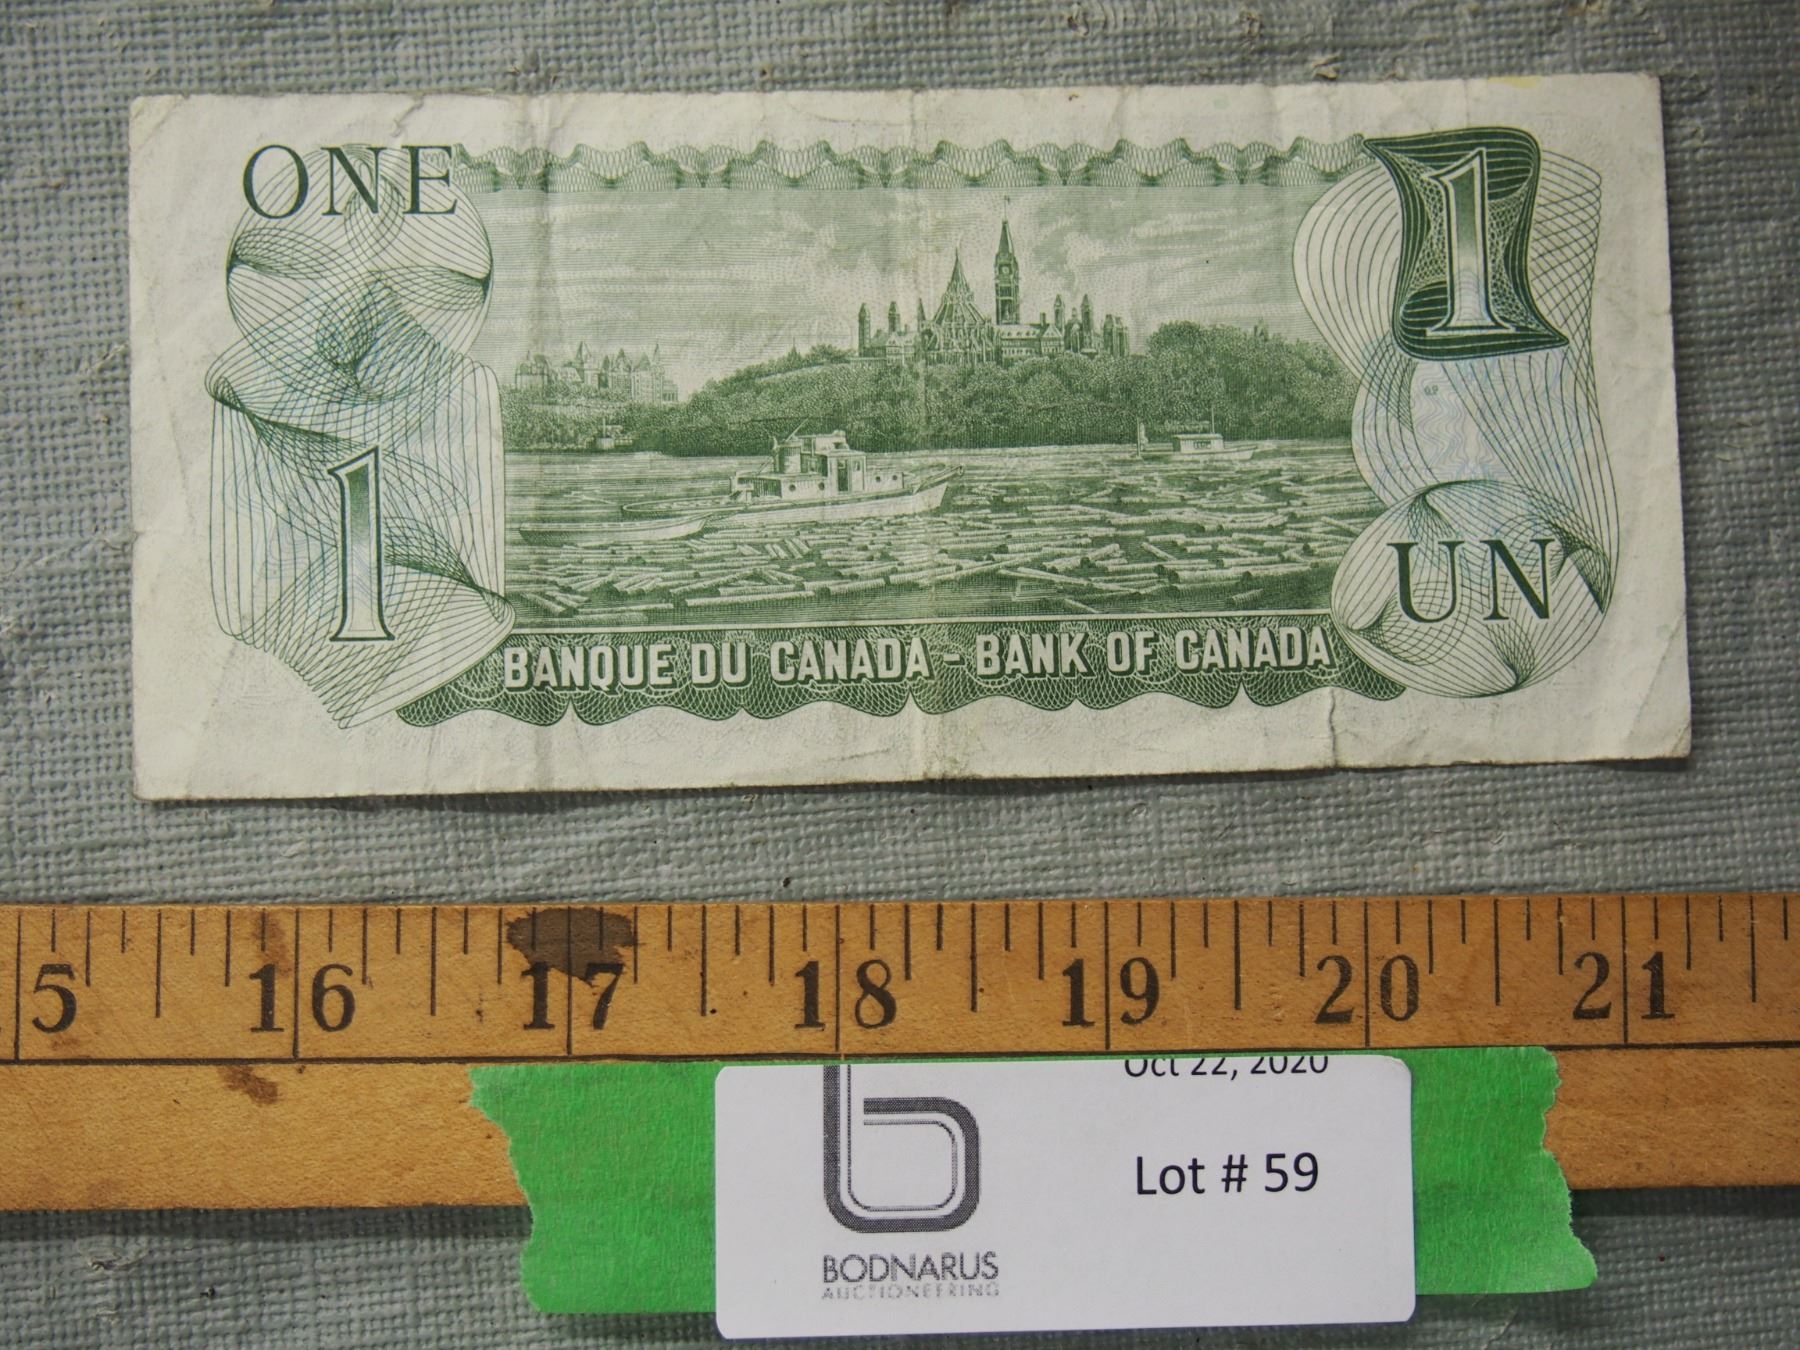 ONE
1
1
UN
BANQUE DU CANADA - BANK OF CANADA
5 16 17 18 19 20 21
Oct 22, 2020
Lot # 59
BODNARUS
AUCTIONEERING